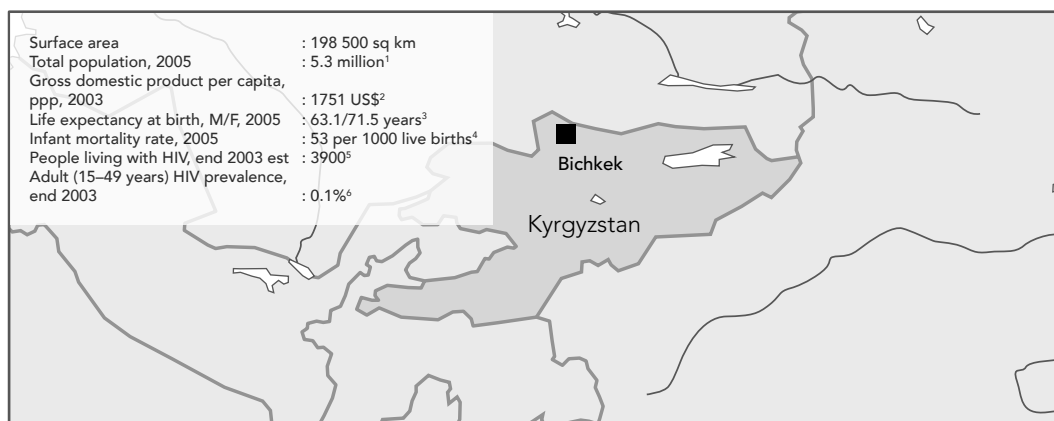 Surface area : 198 500 sq km
Total population, 2005 : 5.3 million¹
Gross domestic product per capita,
ppp, 2003 : 1751 US$²
Life expectancy at birth, M/F, 2005 : 63.1/71.5 years³
Infant mortality rate, 2005 : 53 per 1000 live births⁴
People living with HIV, end 2003 est : 3900⁵
Adult (15–49 years) HIV prevalence,
end 2003 : 0.1%⁶
Bichkek
Kyrgyzstan